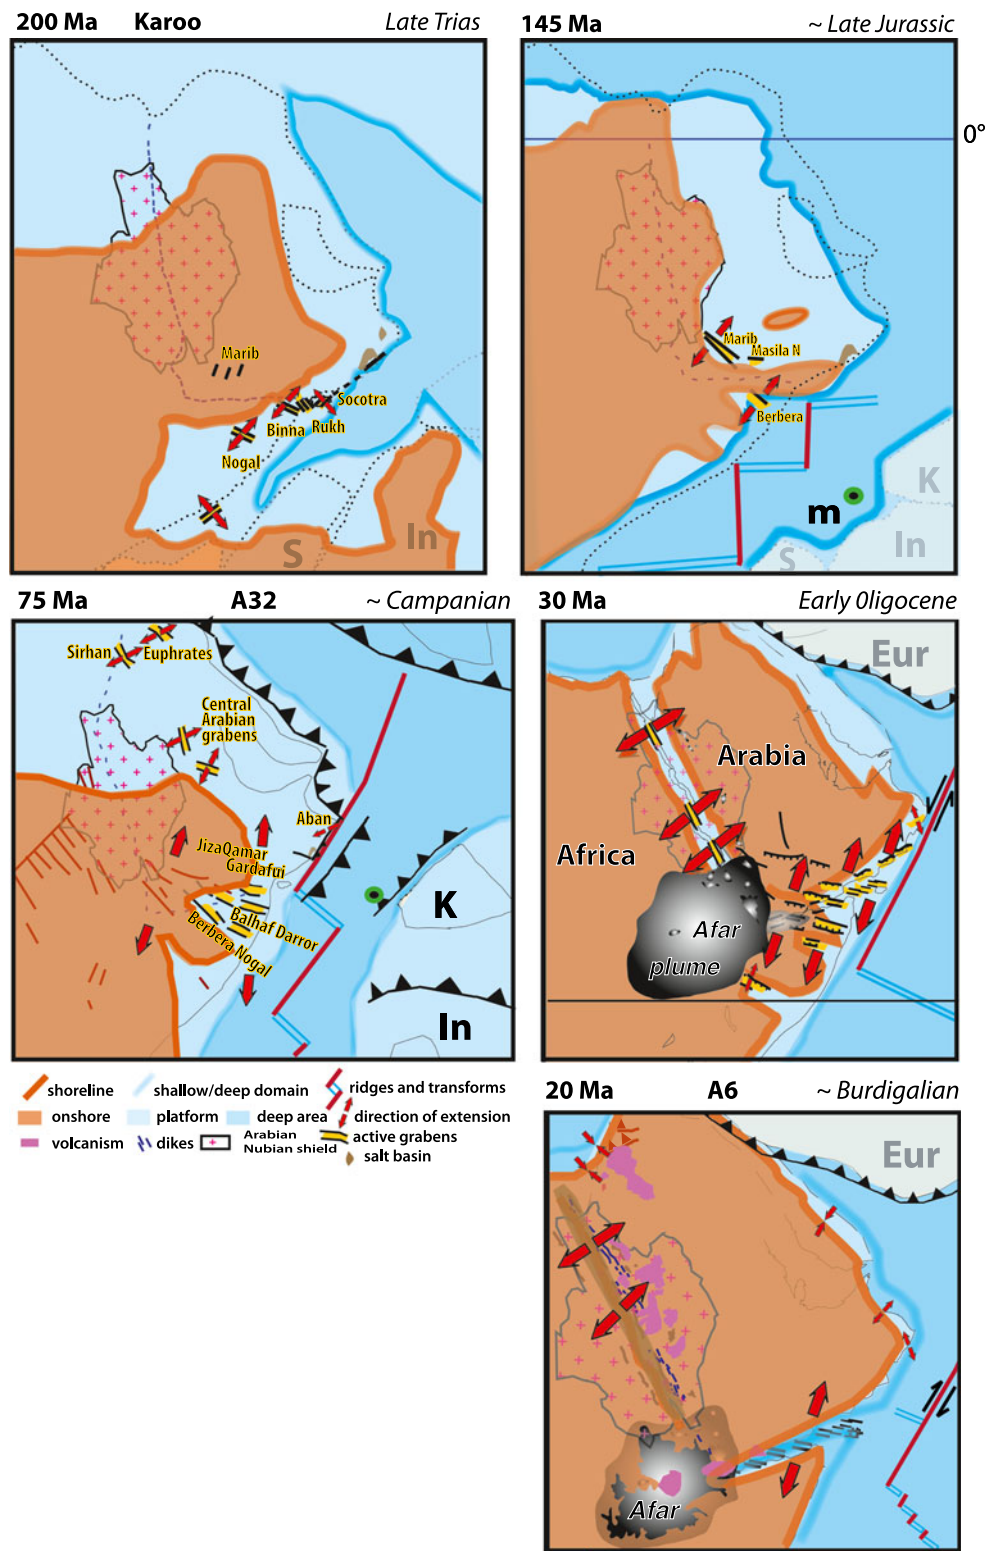 200 Ma Karoo Late Trias
Marib
Socotra
Binna Rukh
Nogal
S
In
145 Ma ~ Late Jurassic
0°
Marib
Masila N
Berbera
K
m
In
S
75 Ma A32 ~ Campanian
Sirhan Euphrates
Central
Arabian
grabens
Aban
JizaQamar
Gardafui
Balhaf Darror
Berbera Nogal
K
In
30 Ma Early Oligocene
Eur
Arabia
Africa
Afar
plume
shoreline shallow/deep domain ridges and transforms
onshore platform deep area direction of extension
volcanism dikes Arabian
Nubian shield active grabens
salt basin
20 Ma A6 ~ Burdigalian
Eur
Afar